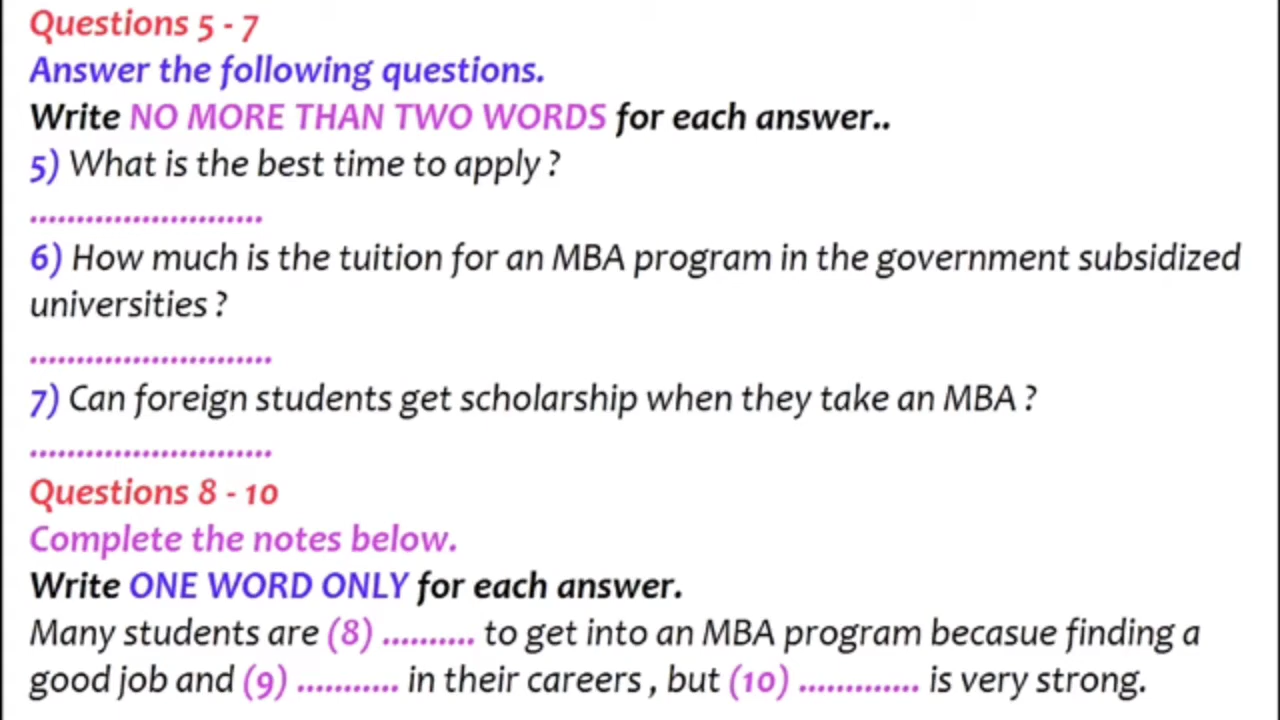 Questions 5 - 7
Answer the following questions.
Write NO MORE THAN TWO WORDS for each answer..
5) What is the best time to apply ?
.........................
6) How much is the tuition for an MBA program in the government subsidized
universities ?
..........................
7) Can foreign students get scholarship when they take an MBA ?
..........................
Questions 8 - 10
Complete the notes below.
Write ONE WORD ONLY for each answer.
Many students are (8) .......... to get into an MBA program becasue finding a
good job and (9) ........... in their careers , but (10) ............. is very strong.